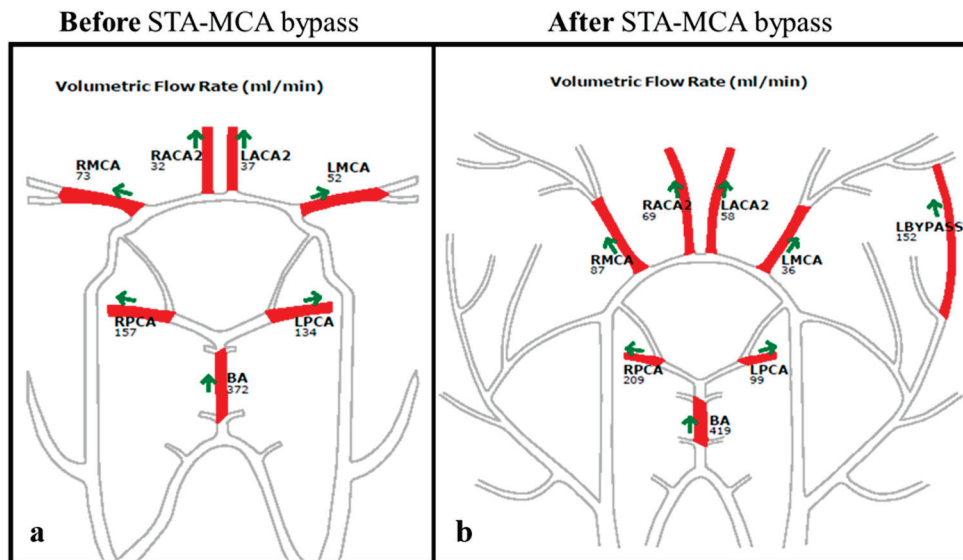 Before STA-MCA bypass
After STA-MCA bypass
Volumetric Flow Rate (ml/min)
RACA2
32
LACA2
37
RMCA
73
LMCA
52
RPCA
157
LPCA
134
BA
372
a
Volumetric Flow Rate (ml/min)
RACA2
69
LACA2
58
LBYPASS
152
RMCA
87
LMCA
36
RPCA
209
LPCA
99
BA
419
b